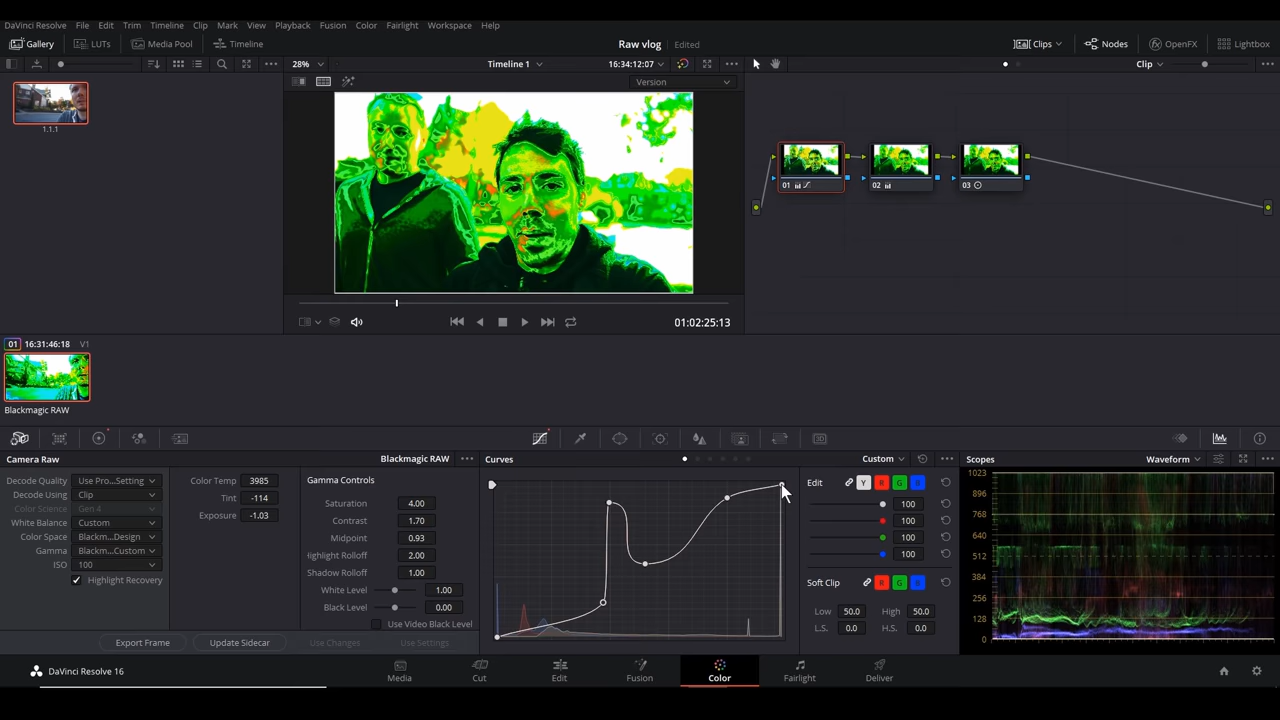 DaVinci Resolve File Edit Trim Timeline Clip Mark View Playback Fusion Color Fairlight Workspace Help
Gallery LUTs Media Pool Timeline Raw vlog Edited Clips Nodes OpenFX Lightbox
28% Timeline 1 16:34:12:07 Clip
Version
1.1.1
01 02 03
01:02:25:13
01 16:31:46:18 V1
Blackmagic RAW
Camera Raw Blackmagic RAW
Decode Quality Use Pro...Setting
Decode Using Clip
Color Science Gen 4
White Balance Custom
Color Space Blackm...Design
Gamma Blackm...Custom
ISO 100
Highlight Recovery
Color Temp 3985
Tint -114
Exposure -1.03
Gamma Controls
Saturation 4.00
Contrast 1.70
Midpoint 0.93
Highlight Rolloff 2.00
Shadow Rolloff 1.00
White Level 1.00
Black Level 0.00
Use Video Black Level
Export Frame Update Sidecar Use Changes Use Settings
Curves Custom
Edit Y R G B
100
100
100
100
Soft Clip R G B
Low 50.0 High 50.0
L.S. 0.0 H.S. 0.0
Scopes Waveform
1023
896
768
640
512
384
256
128
0
DaVinci Resolve 16
Media Cut Edit Fusion Color Fairlight Deliver